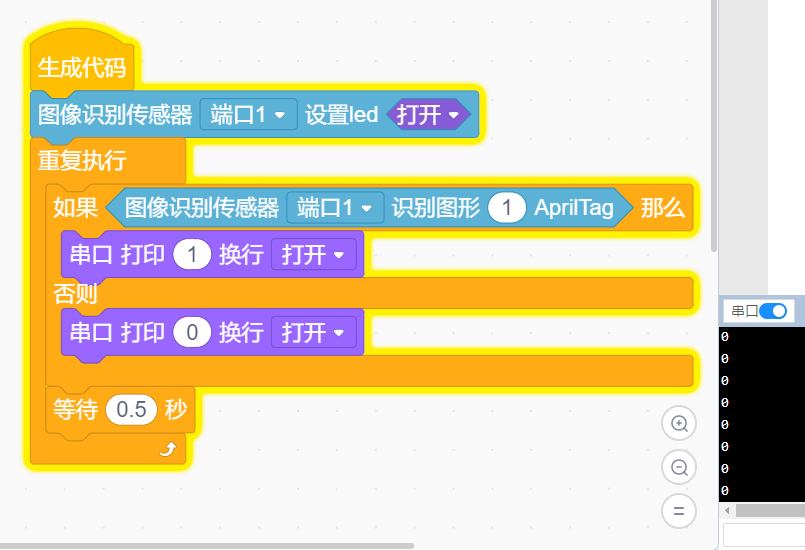 生成代码
图像识别传感器 端口1 设置led 打开
重复执行
如果 图像识别传感器 端口1 识别图形 1 AprilTag 那么
串口 打印 1 换行 打开
否则
串口 打印 0 换行 打开
等待 0.5 秒
串口
0
0
0
0
0
0
0
0